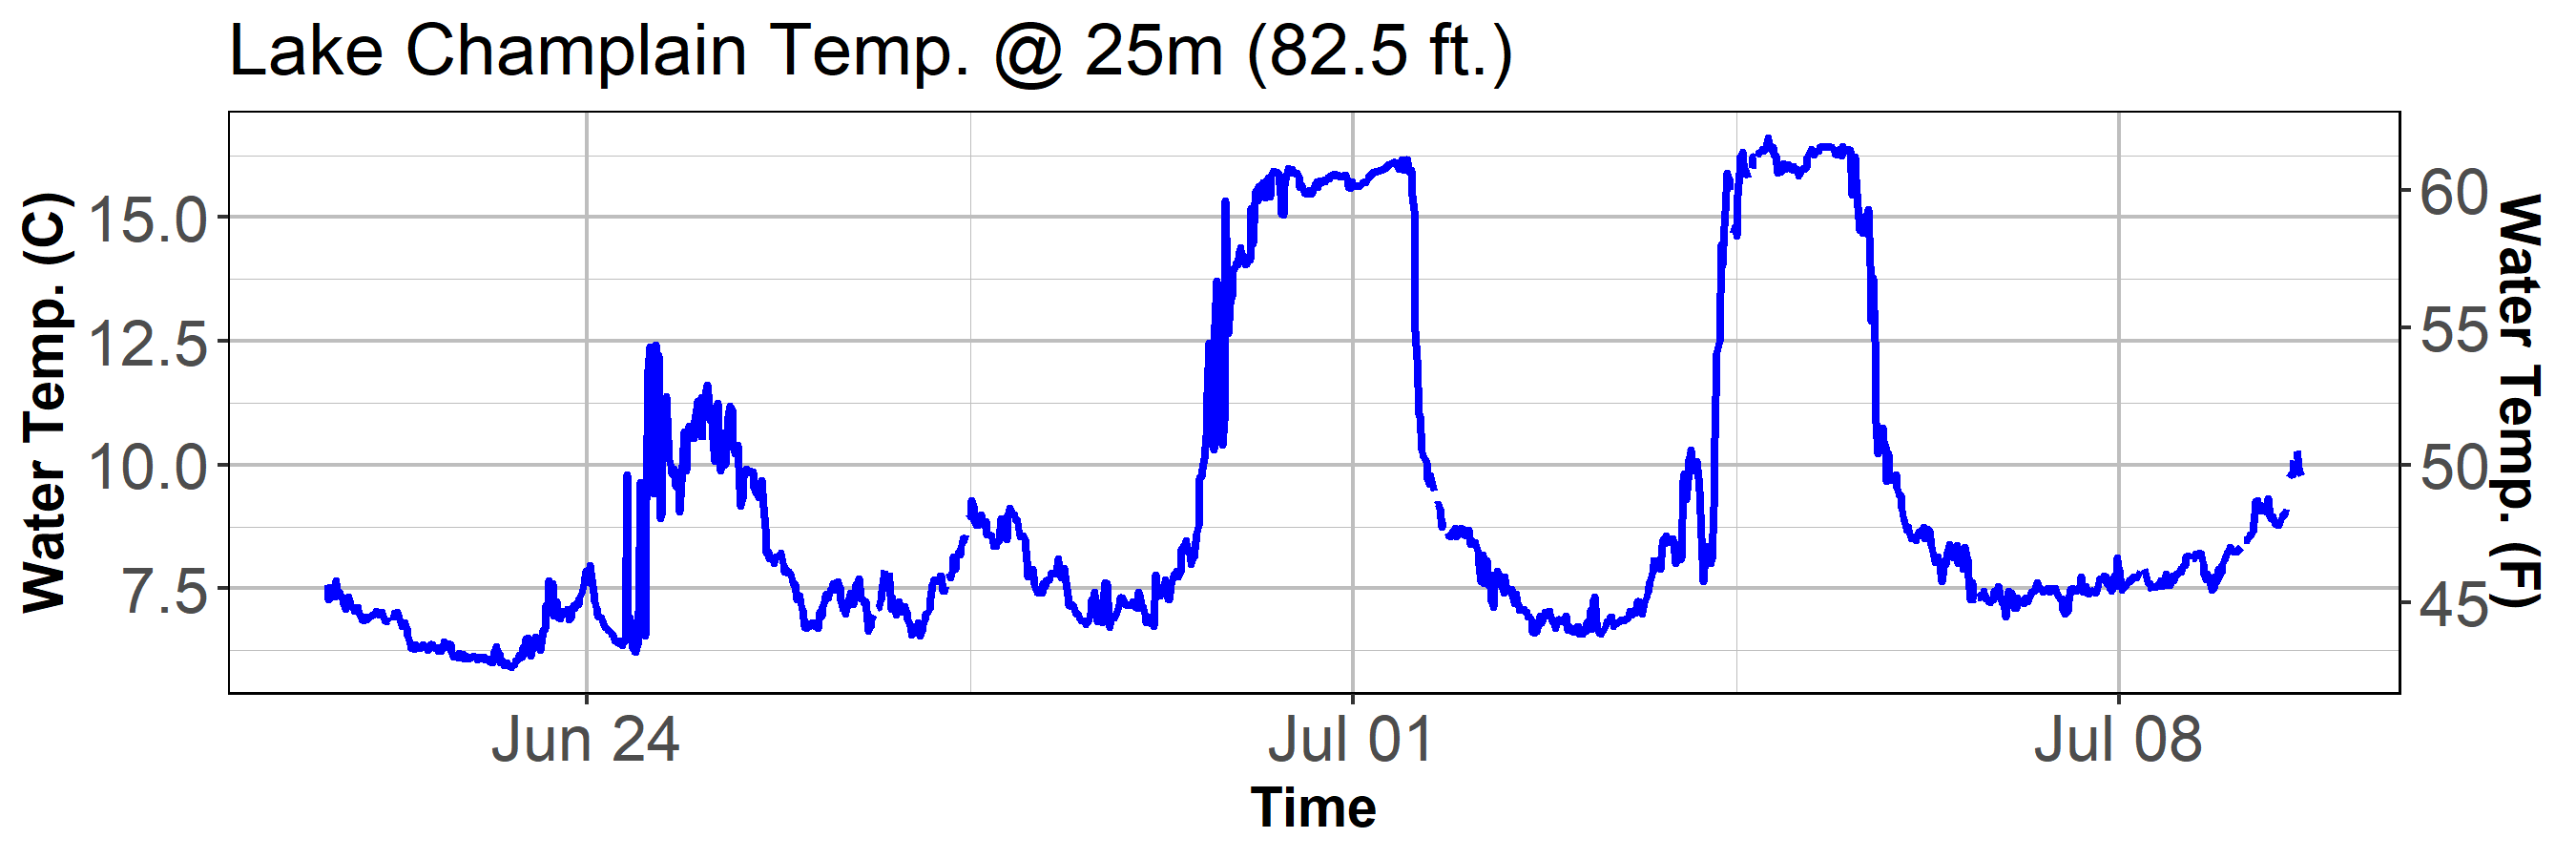 Lake Champlain Temp. @ 25m (82.5 ft.)
Water Temp. (C)
15.0
12.5
10.0
7.5
60
55
50
45
Water Temp. (F)
Jun 24
Jul 01
Jul 08
Time